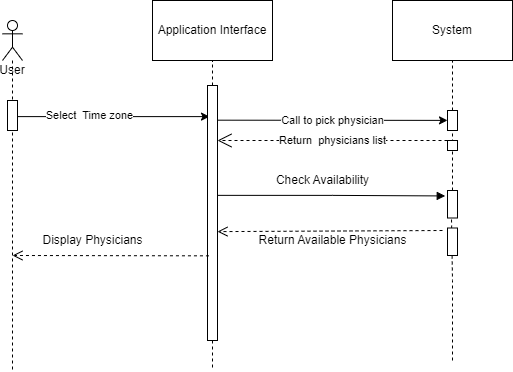 Application Interface
System
User
Select Time zone
Call to pick physician
Return physicians list
Check Availability
Display Physicians
Return Available Physicians